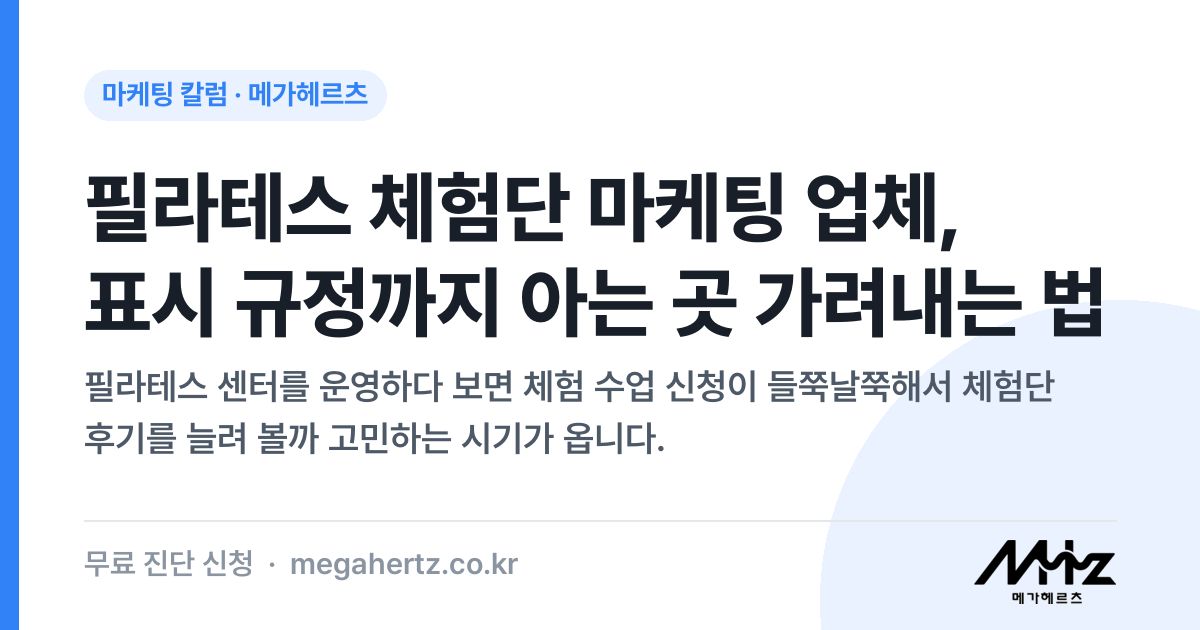 마케팅 칼럼 · 메가헤르츠
필라테스 체험단 마케팅 업체,
표시 규정까지 아는 곳 가려내는 법
필라테스 센터를 운영하다 보면 체험 수업 신청이 들쭉날쭉해서 체험단
후기를 늘려 볼까 고민하는 시기가 옵니다.
무료 진단 신청 · megahertz.co.kr
MHz
메가헤르츠